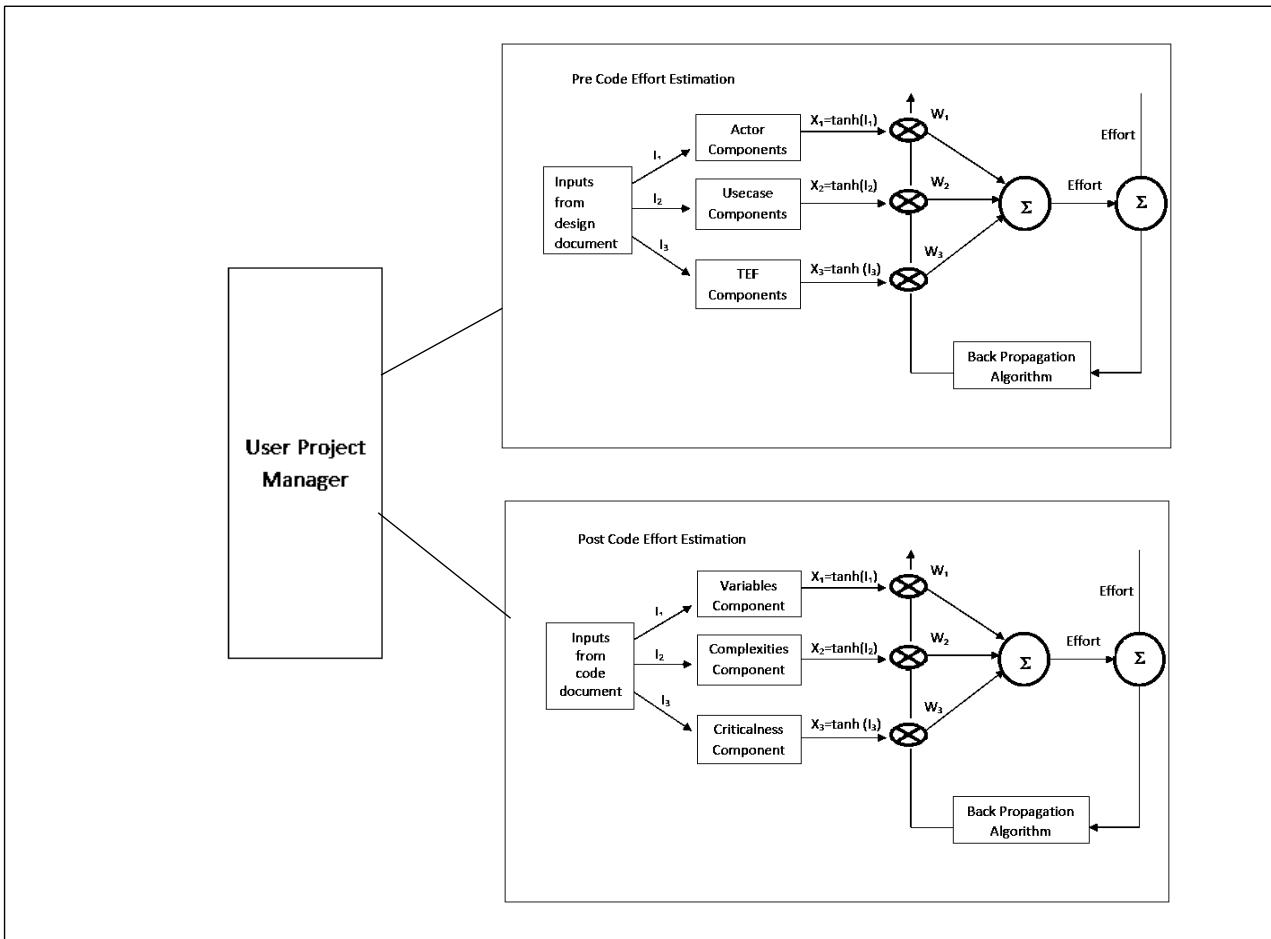 User Project
Manager
Pre Code Effort Estimation
Inputs
from
design
document
I₁
I₂
I₃
Actor
Components
Usecase
Components
TEF
Components
X₁=tanh(I₁)
X₂=tanh(I₂)
X₃=tanh (I₃)
W₁
W₂
W₃
Σ
Effort
Effort
Σ
Back Propagation
Algorithm
Post Code Effort Estimation
Inputs
from
code
document
I₁
I₂
I₃
Variables
Component
Complexities
Component
Criticalness
Component
X₁=tanh(I₁)
X₂=tanh(I₂)
X₃=tanh (I₃)
W₁
W₂
W₃
Σ
Effort
Effort
Σ
Back Propagation
Algorithm